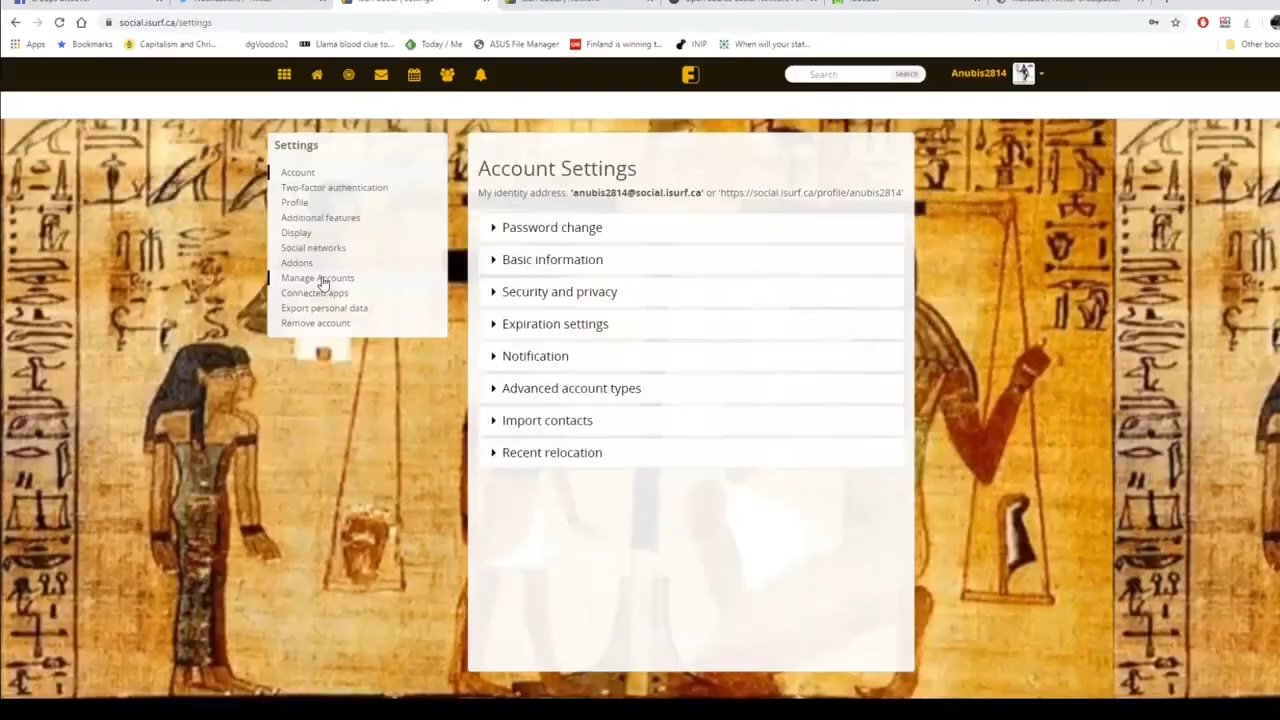 social.isurf.ca/settings
Apps Bookmarks Capitalism and Chri... dgVoodoo2 Llama blood clue to... Today / Me ASUS File Manager Finland is winning t... INIP When will your stat... Other boo
Search search Anubis2814
Settings
Account
Two-factor authentication
Profile
Additional features
Display
Social networks
Addons
Manage Accounts
Connected apps
Export personal data
Remove account
Account Settings
My identity address: 'anubis2814@social.isurf.ca' or 'https://social.isurf.ca/profile/anubis2814'
Password change
Basic information
Security and privacy
Expiration settings
Notification
Advanced account types
Import contacts
Recent relocation